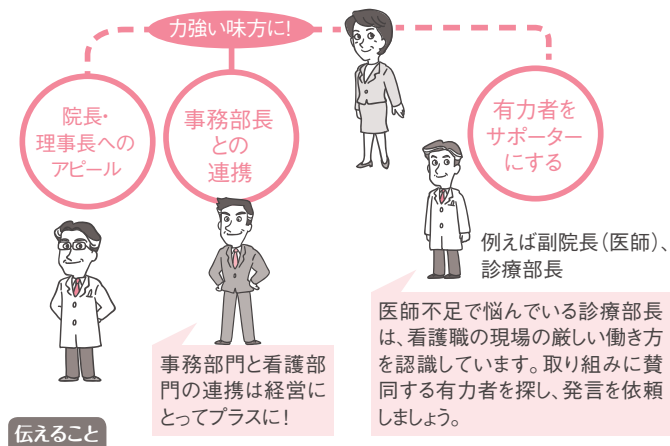 力強い味方に!
院長・
理事長への
アピール
事務部長
との
連携
有力者を
サポーター
にする
例えば副院長(医師)、
診療部長
事務部門と看護部
門の連携は経営に
とってプラスに!
医師不足で悩んでいる診療部長
は、看護職の現場の厳しい働き方
を認識しています。取り組みに賛
同する有力者を探し、発言を依頼
しましょう。
伝えること